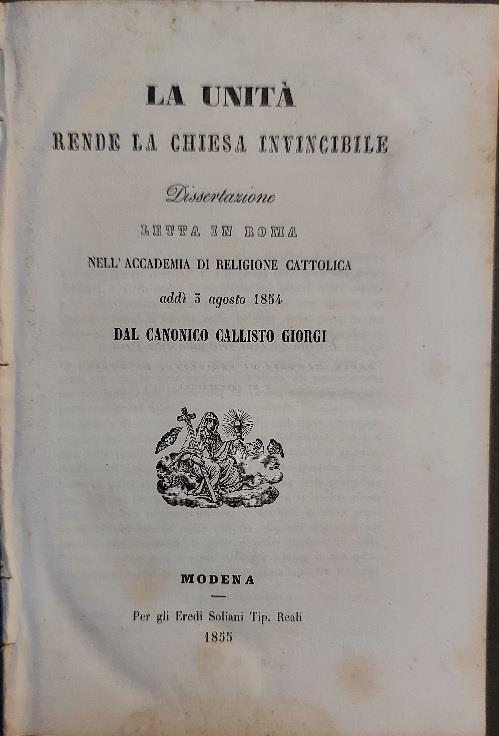 LA UNITÀ
RENDE LA CHIESA INVINCIBILE
Dissertazione
LETTA IN ROMA
NELL'ACCADEMIA DI RELIGIONE CATTOLICA
addì 3 agosto 1854
DAL CANONICO CALLISTO GIORGI
MODENA
Per gli Eredi Soliani Tip. Reali
1855